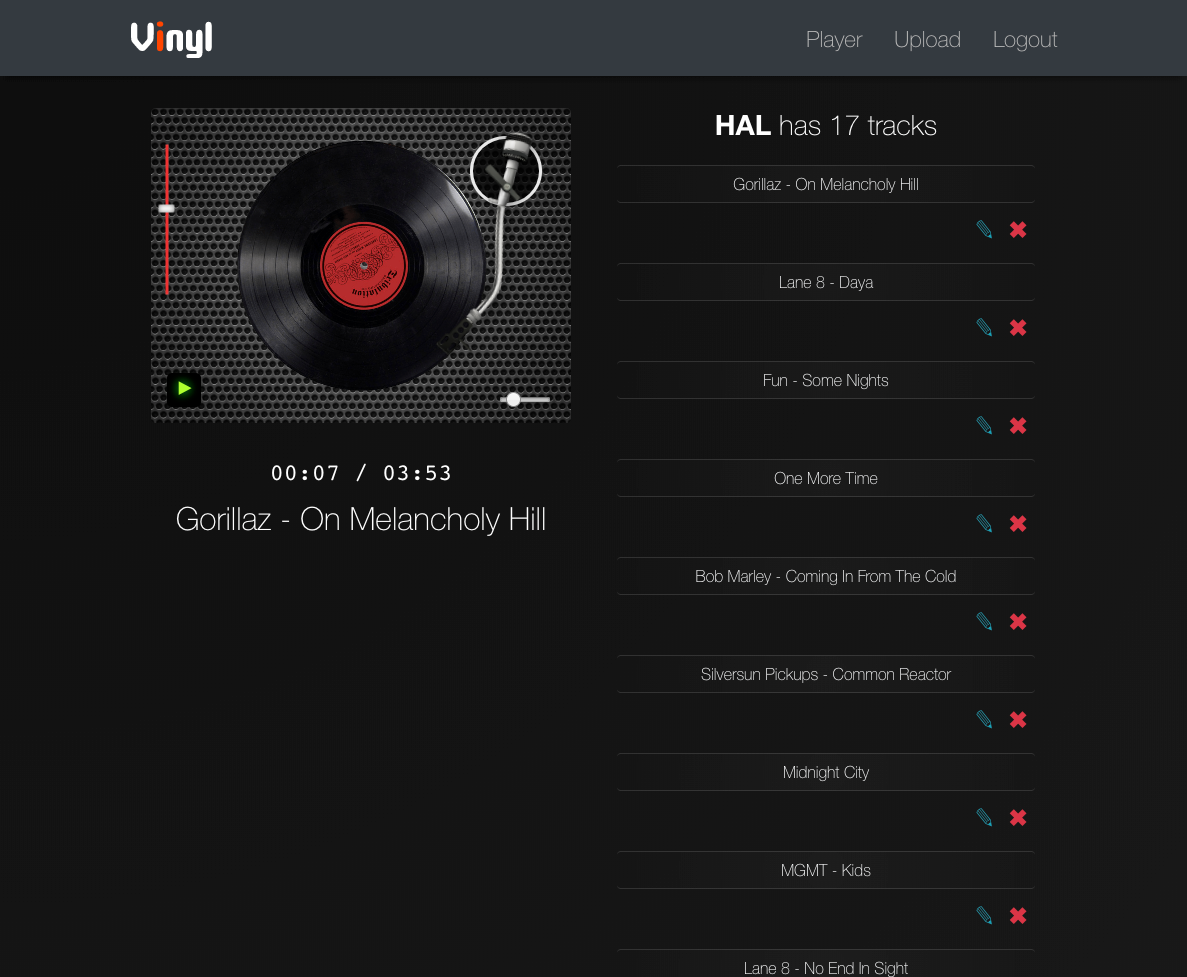 Vinyl
Player Upload Logout
HAL has 17 tracks
Gorillaz - On Melancholy Hill
Lane 8 - Daya
Fun - Some Nights
One More Time
Bob Marley - Coming In From The Cold
Silversun Pickups - Common Reactor
Midnight City
MGMT - Kids
Lane 8 - No End In Sight
Tribulation
00:07 / 03:53
Gorillaz - On Melancholy Hill